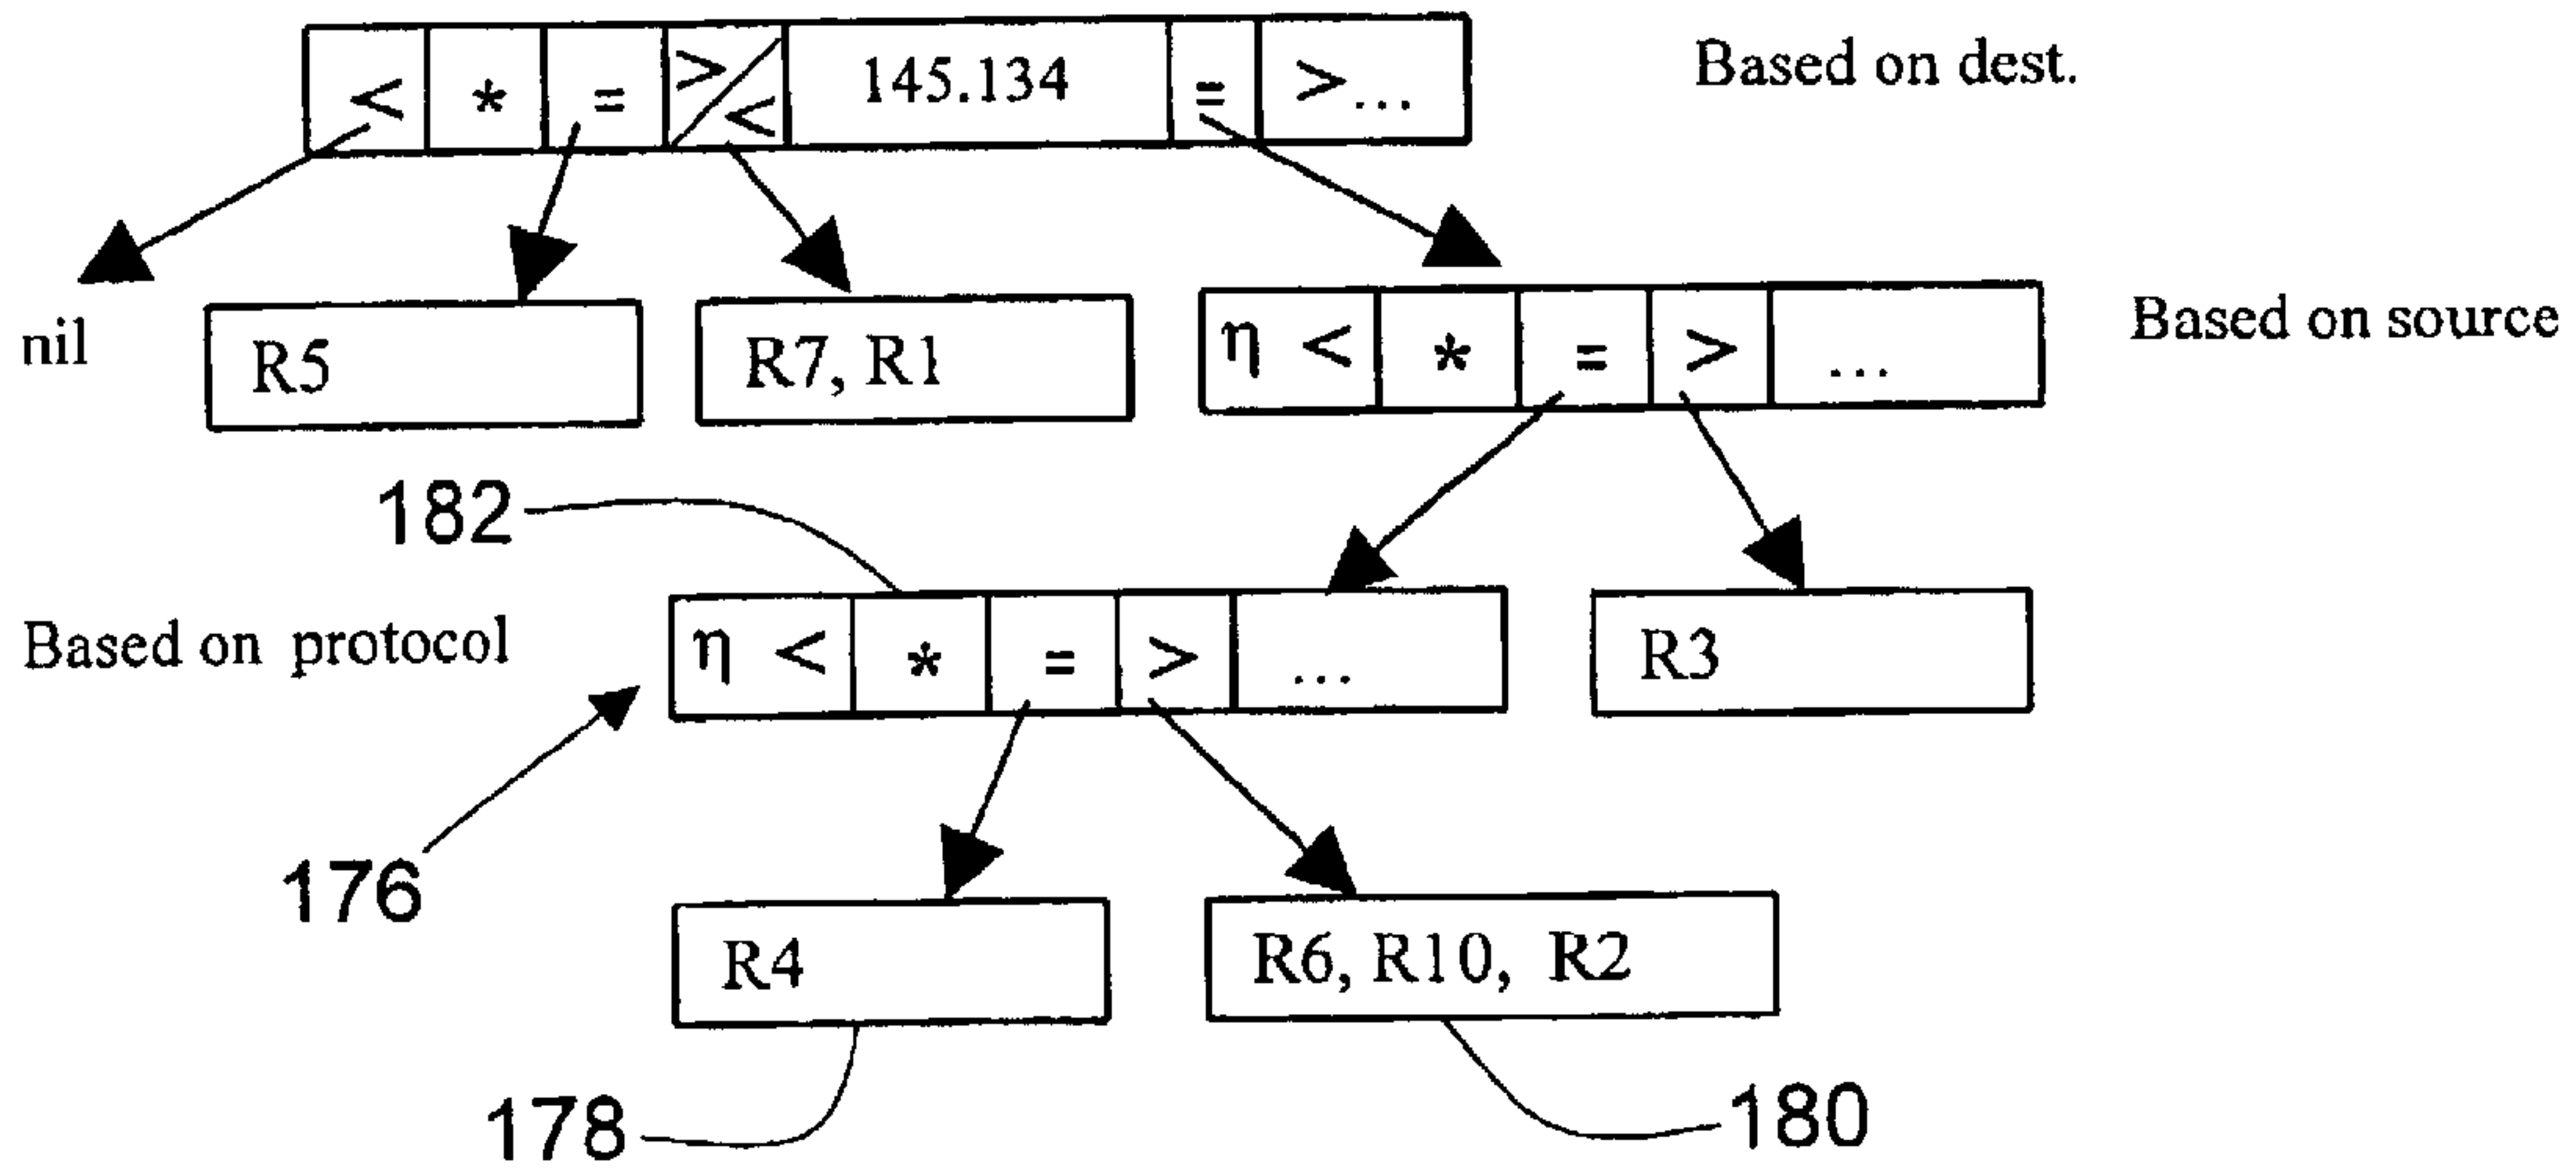 < * = > < 145.134 = >... Based on dest.
nil R5 R7, R1 η < * = > ... Based on source
182
Based on protocol η < * = > ... R3
176
R4 R6, R10, R2
178 180